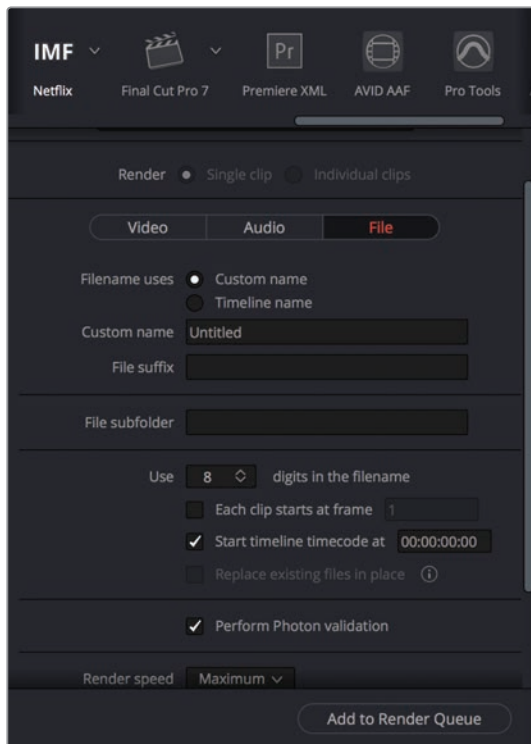 IMF
Pr
Netflix Final Cut Pro 7 Premiere XML AVID AAF Pro Tools
Render Single clip Individual clips
Video Audio File
Filename uses Custom name
Timeline name
Custom name Untitled
File suffix
File subfolder
Use 8 digits in the filename
Each clip starts at frame 1
Start timeline timecode at 00:00:00:00
Replace existing files in place
Perform Photon validation
Render speed Maximum
Add to Render Queue